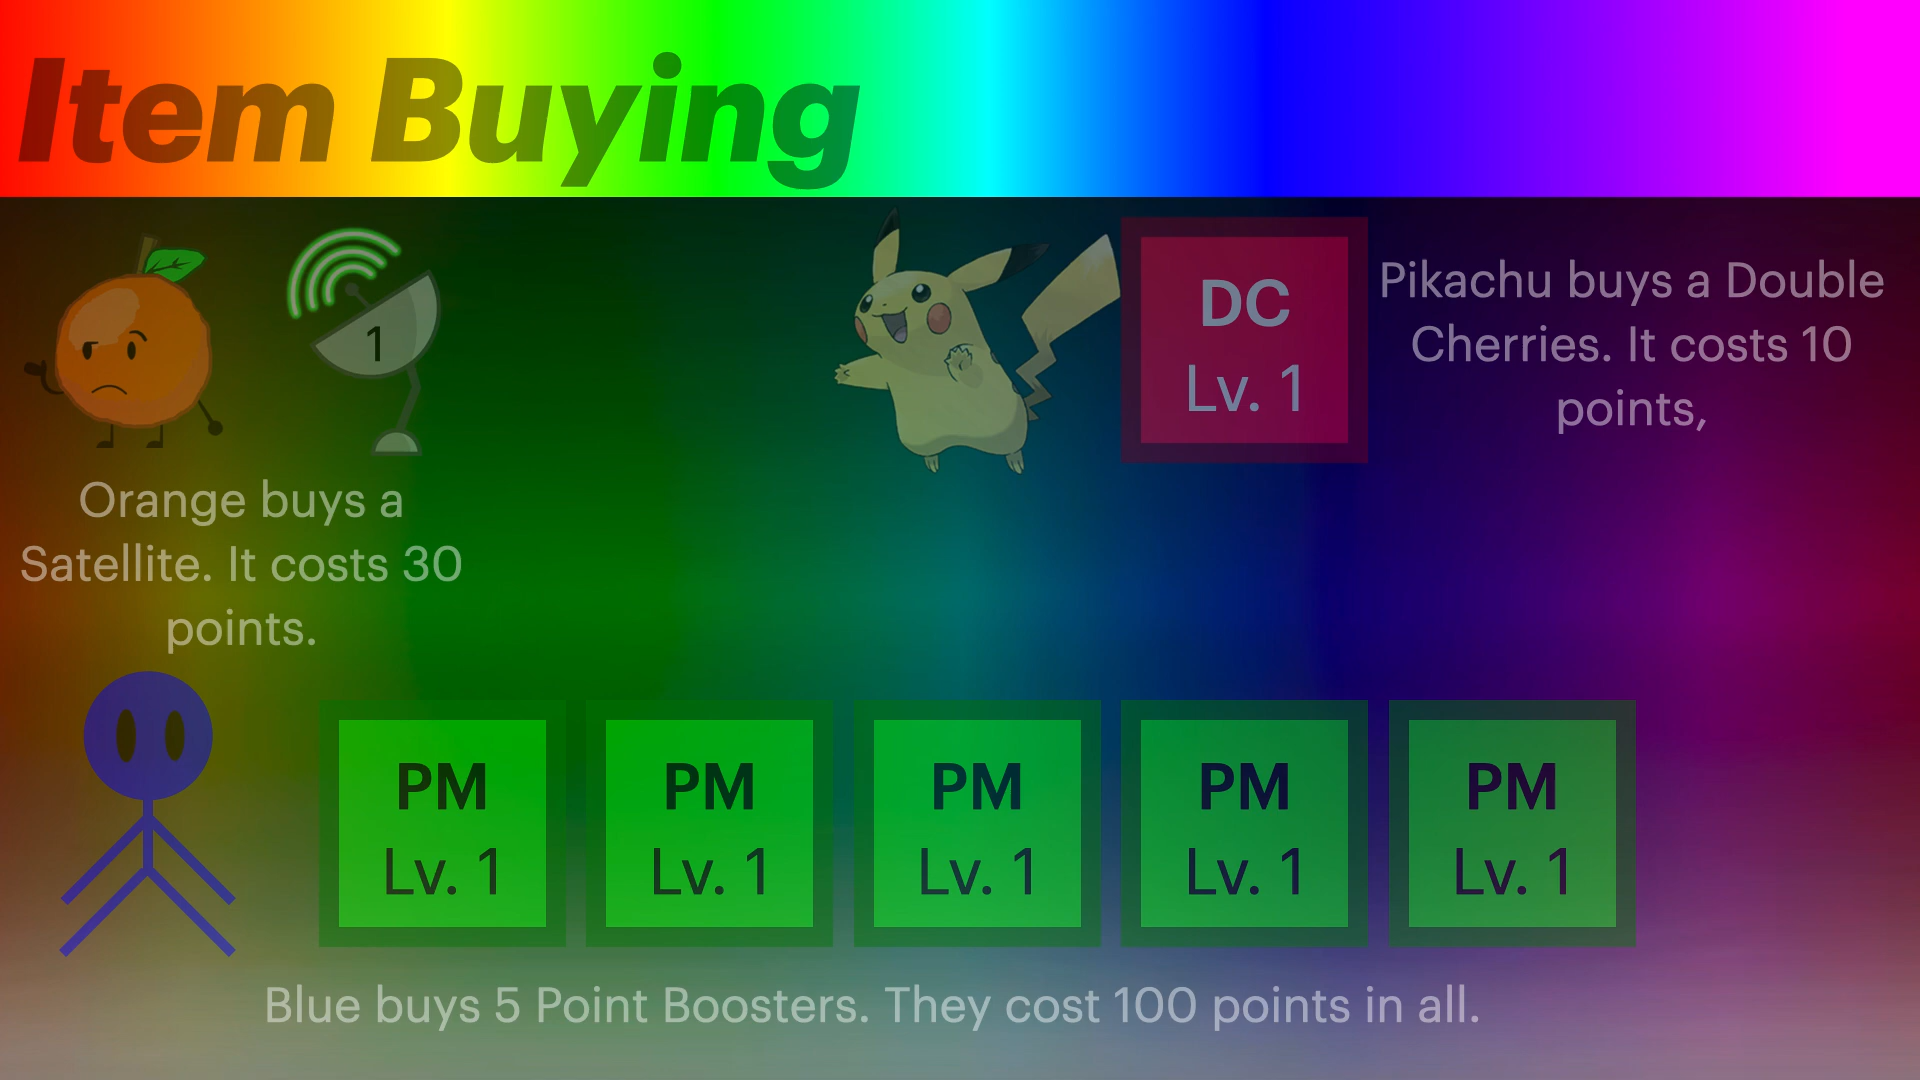 Item Buying
1
DC
Lv. 1
Pikachu buys a Double
Cherries. It costs 10
points,
Orange buys a
Satellite. It costs 30
points.
PM
Lv. 1
PM
Lv. 1
PM
Lv. 1
PM
Lv. 1
PM
Lv. 1
Blue buys 5 Point Boosters. They cost 100 points in all.